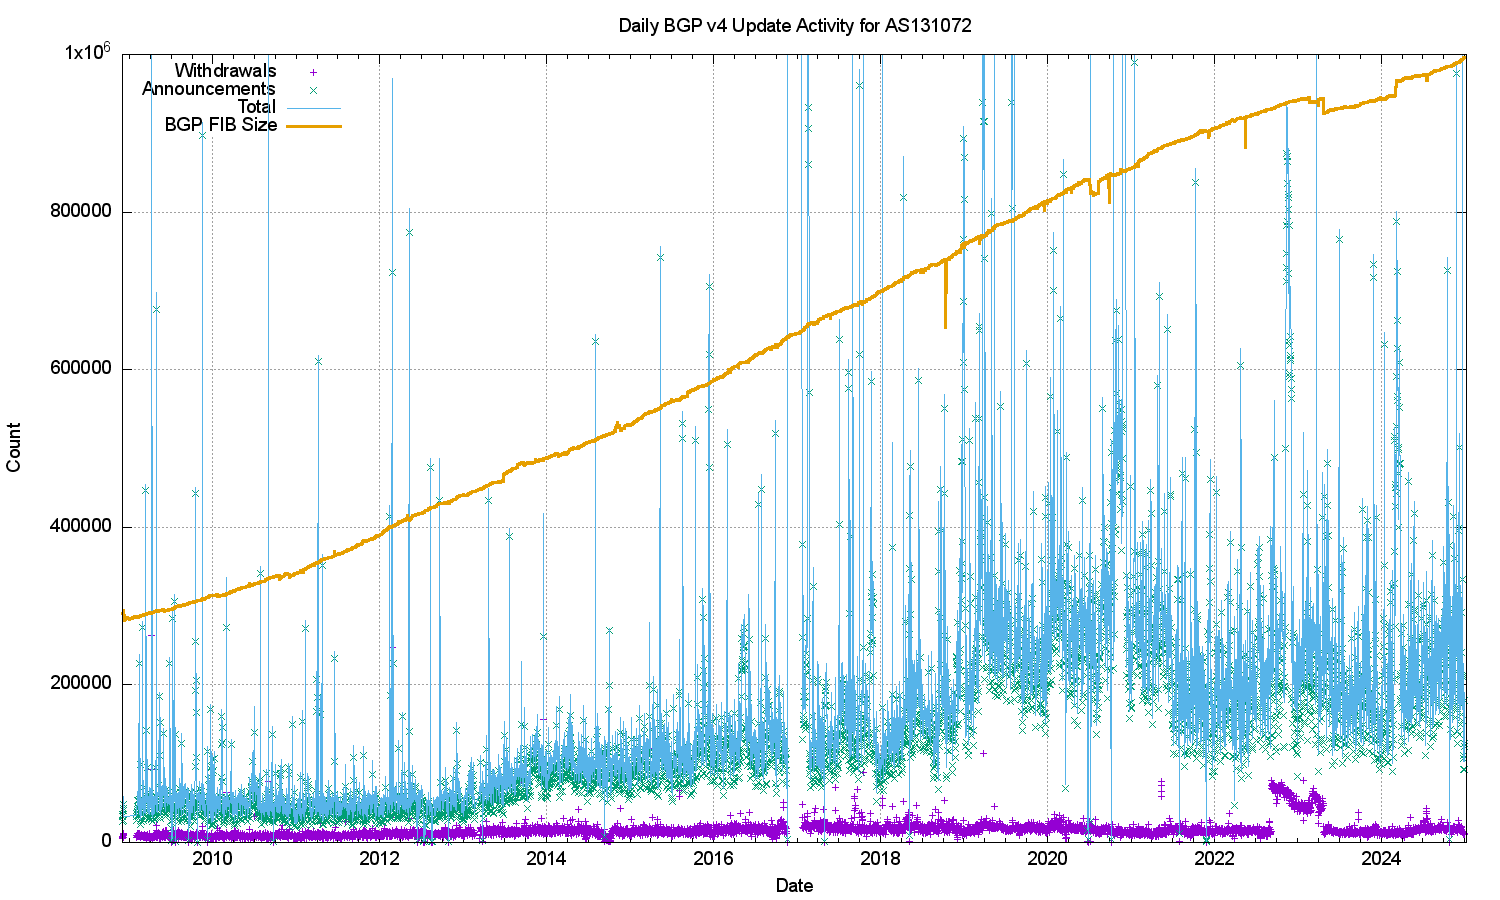 Daily BGP v4 Update Activity for AS131072
1x10^6
800000
600000
400000
200000
0
Count
Withdrawals
Announcements
Total
BGP FIB Size
2010 2012 2014 2016 2018 2020 2022 2024
Date